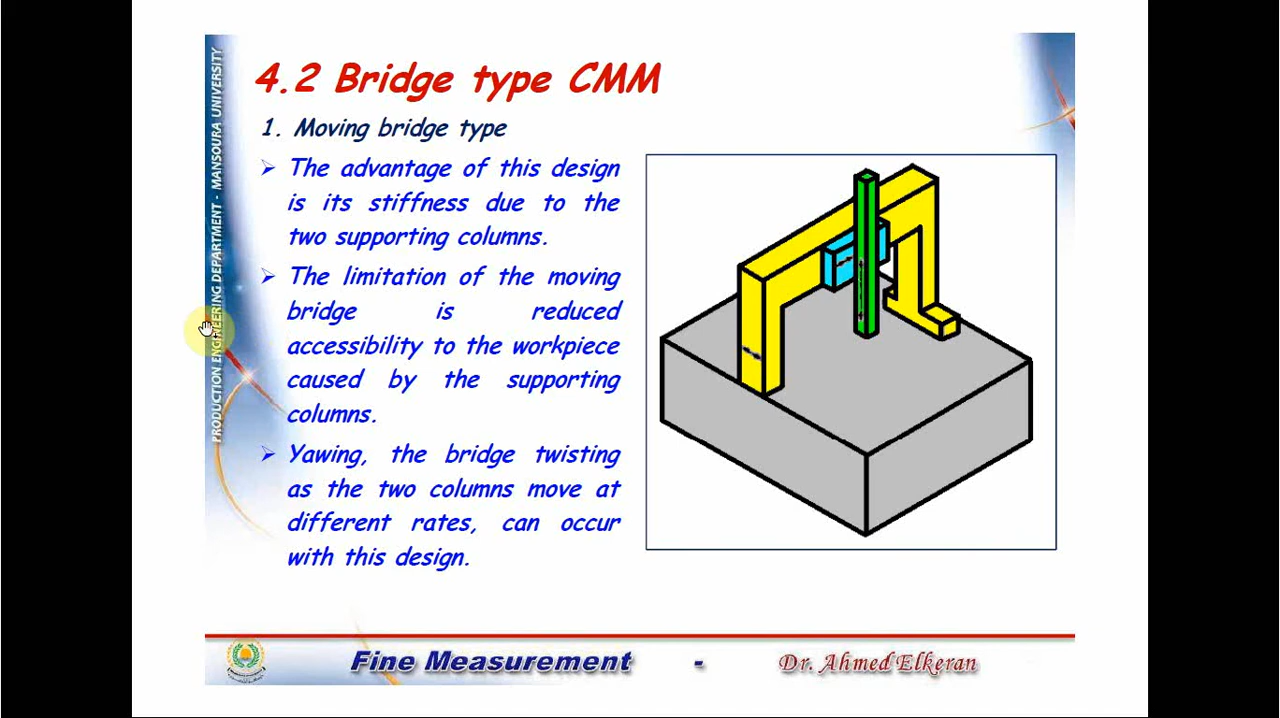 4.2 Bridge type CMM
1. Moving bridge type
The advantage of this design
is its stiffness due to the
two supporting columns.
The limitation of the moving
bridge is reduced
accessibility to the workpiece
caused by the supporting
columns.
Yawing, the bridge twisting
as the two columns move at
different rates, can occur
with this design.
PRODUCTION ENGINEERING DEPARTMENT - MANSOURA UNIVERSITY
Fine Measurement - Dr. Ahmed Elkeran